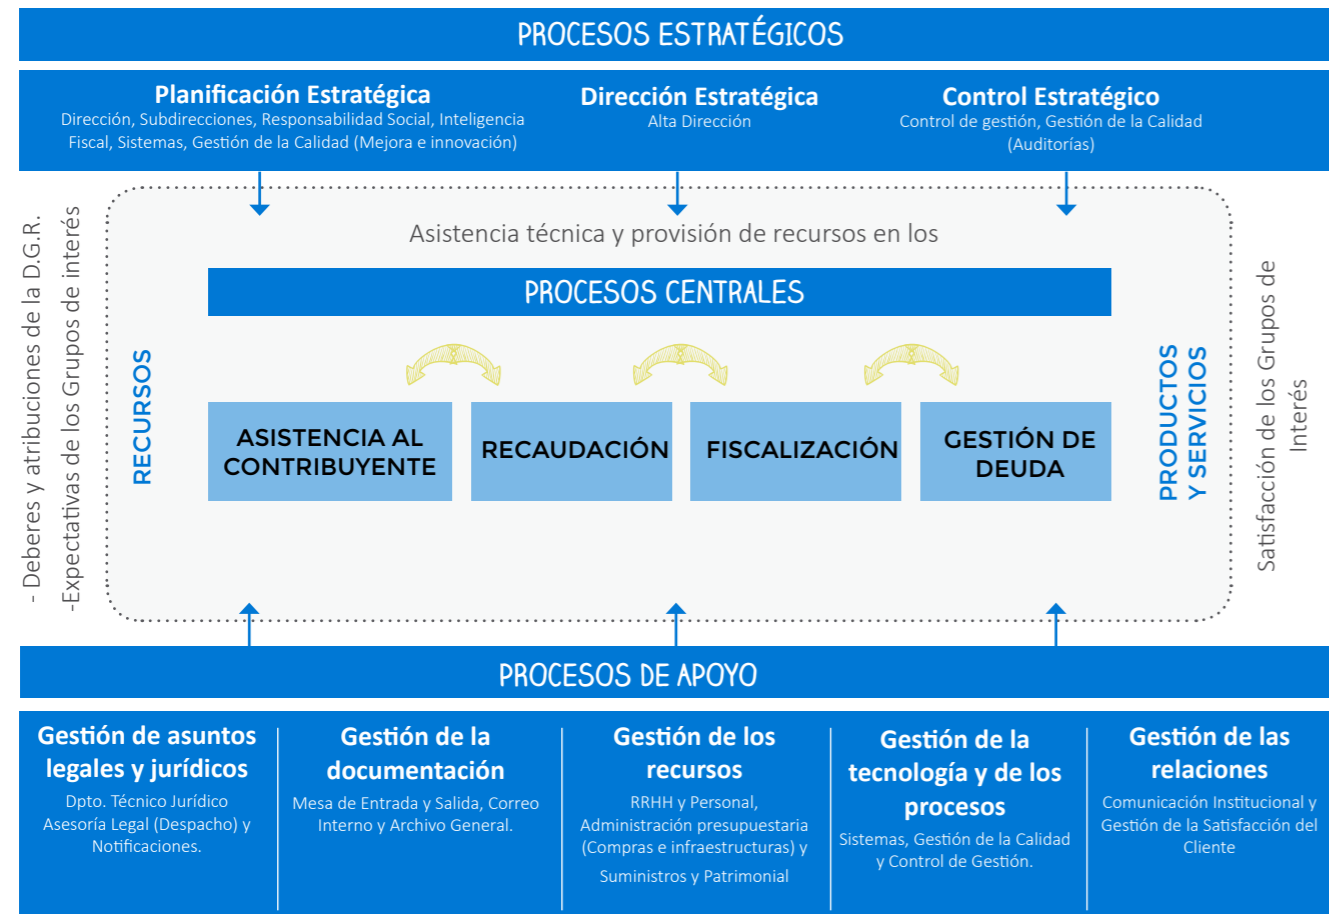 PROCESOS ESTRATÉGICOS
Planificación Estratégica
Dirección, Subdirecciones, Responsabilidad Social, Inteligencia
Fiscal, Sistemas, Gestión de la Calidad (Mejora e innovación)
Dirección Estratégica
Alta Dirección
Control Estratégico
Control de gestión, Gestión de la Calidad
(Auditorías)
- Deberes y atribuciones de la D.G.R.
-Expectativas de los Grupos de interés
Asistencia técnica y provisión de recursos en los
PROCESOS CENTRALES
RECURSOS
ASISTENCIA AL
CONTRIBUYENTE
RECAUDACIÓN
FISCALIZACIÓN
GESTIÓN DE
DEUDA
PRODUCTOS
Y SERVICIOS
Satisfacción de los Grupos de
Interés
PROCESOS DE APOYO
Gestión de asuntos
legales y jurídicos
Dpto. Técnico Jurídico
Asesoría Legal (Despacho) y
Notificaciones.
Gestión de la
documentación
Mesa de Entrada y Salida, Correo
Interno y Archivo General.
Gestión de los
recursos
RRHH y Personal,
Administración presupuestaria
(Compras e infraestructuras) y
Suministros y Patrimonial
Gestión de la
tecnología y de los
procesos
Sistemas, Gestión de la Calidad
y Control de Gestión.
Gestión de las
relaciones
Comunicación Institucional y
Gestión de la Satisfacción del
Cliente